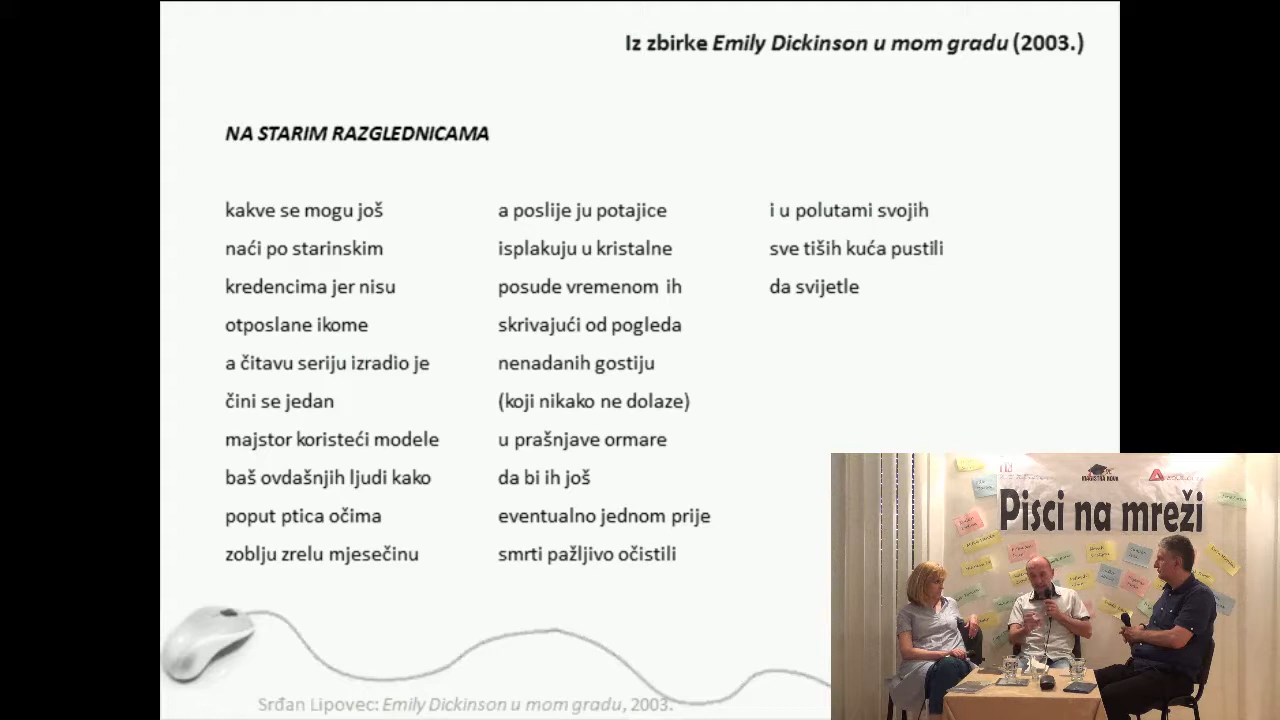 Iz zbirke Emily Dickinson u mom gradu (2003.)
NA STARIM RAZGLEDNICAMA
kakve se mogu još
naći po starinskim
kredencima jer nisu
otposlane ikome
a čitavu seriju izradio je
čini se jedan
majstor koristeći modele
baš ovdašnjih ljudi kako
poput ptica očima
zoblju zrelu mjesečinu
a poslije ju potajice
isplakuju u kristalne
posude vremenom ih
skrivajući od pogleda
nenadanih gostiju
(koji nikako ne dolaze)
u prašnjave ormare
da bi ih još
eventualno jednom prije
smrti pažljivo očistili
i u polutami svojih
sve tiših kuća pustili
da svijetle
Srđan Lipovec: Emily Dickinson u mom gradu, 2003.
MAGISTRA NOVA
Pisci na mreži